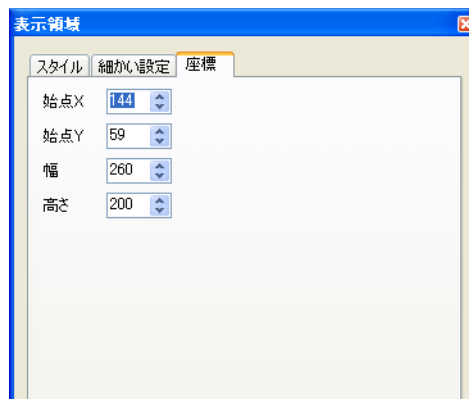 表示領域
スタイル 細かい設定 座標
始点X 144
始点Y 59
幅 260
高さ 200